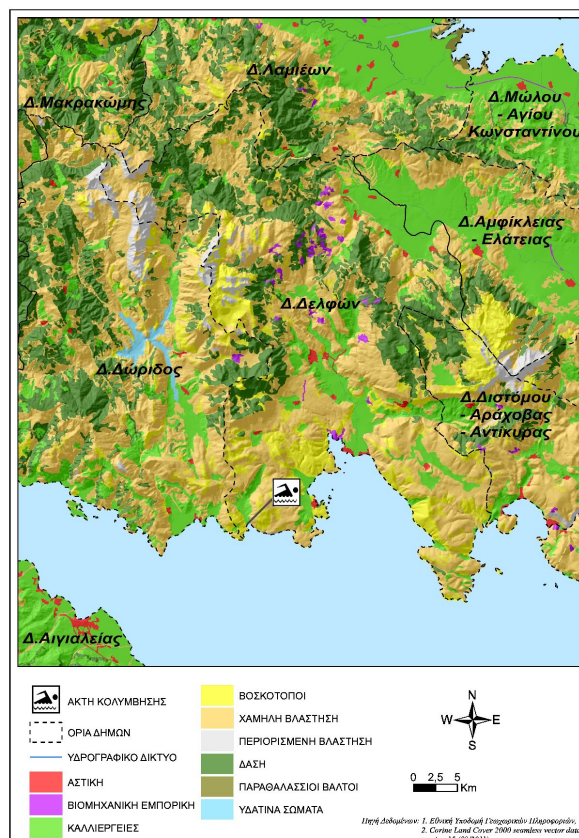 Δ.Λαμιέων
Δ.Μακρακώμης
Δ.Μώλου
- Αγίου
Κωνσταντίνου
Δ.Αμφίκλειας
- Ελάτειας
Δ.Δελφών
Δ.Δωρίδος
Δ.Διστόμου
- Αράχοβας
- Αντίκυρας
Δ.Αιγιαλείας
ΑΚΤΗ ΚΟΛΥΜΒΗΣΗΣ
ΟΡΙΑ ΔΗΜΩΝ
ΥΔΡΟΓΡΑΦΙΚΟ ΔΙΚΤΥΟ
ΑΣΤΙΚΗ
ΒΙΟΜΗΧΑΝΙΚΗ ΕΜΠΟΡΙΚΗ
ΚΑΛΛΙΕΡΓΕΙΕΣ
ΒΟΣΚΟΤΟΠΟΙ
ΧΑΜΗΛΗ ΒΛΑΣΤΗΣΗ
ΠΕΡΙΟΡΙΣΜΕΝΗ ΒΛΑΣΤΗΣΗ
ΔΑΣΗ
ΠΑΡΑΘΑΛΑΣΣΙΟΙ ΒΑΛΤΟΙ
ΥΔΑΤΙΝΑ ΣΩΜΑΤΑ
N
W E
S
0 2,5 5
Km
Πηγή Δεδομένων: 1. Εθνική Υποδομή Γεωχωρικών Πληροφοριών,
2. Corine Land Cover 2000 seamless vector data